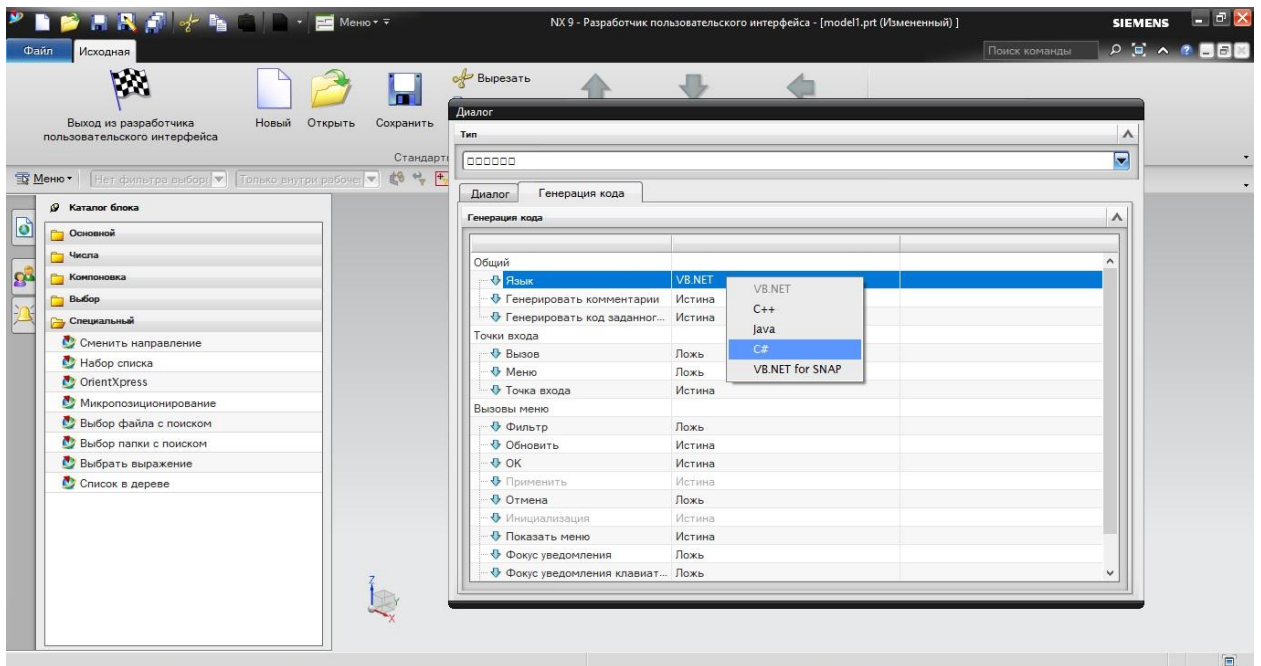 Меню
NX 9 - Разработчик пользовательского интерфейса - [model1.prt (Измененный) ]
SIEMENS
Файл
Исходная
Поиск команды
Выход из разработчика
пользовательского интерфейса
Новый
Открыть
Сохранить
Вырезать
Стандартн
Меню
Нет фильтра выбор
Только внутри рабоче
Каталог блока
Основной
Числа
Компоновка
Выбор
Специальный
Сменить направление
Набор списка
OrientXpress
Микропозиционирование
Выбор файла с поиском
Выбор папки с поиском
Выбрать выражение
Список в дереве
Диалог
Тип
□□□□□□
Диалог
Генерация кода
Генерация кода
Общий
Язык VB.NET
Генерировать комментарии Истина
Генерировать код заданног... Истина
Точки входа
Вызов Ложь
Меню Ложь
Точка входа Истина
Вызовы меню
Фильтр Ложь
Обновить Истина
OK Истина
Применить Истина
Отмена Ложь
Инициализация Истина
Показать меню Истина
Фокус уведомления Ложь
Фокус уведомления клавиат... Ложь
VB.NET
C++
Java
C#
VB.NET for SNAP
Z
Y
X